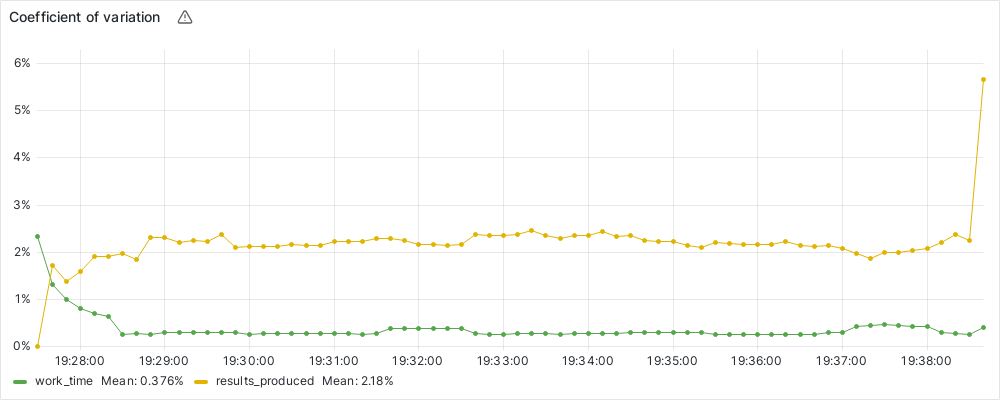 Coefficient of variation
6%
5%
4%
3%
2%
1%
0%
19:28:00 19:29:00 19:30:00 19:31:00 19:32:00 19:33:00 19:34:00 19:35:00 19:36:00 19:37:00 19:38:00
work_time Mean: 0.376% results_produced Mean: 2.18%